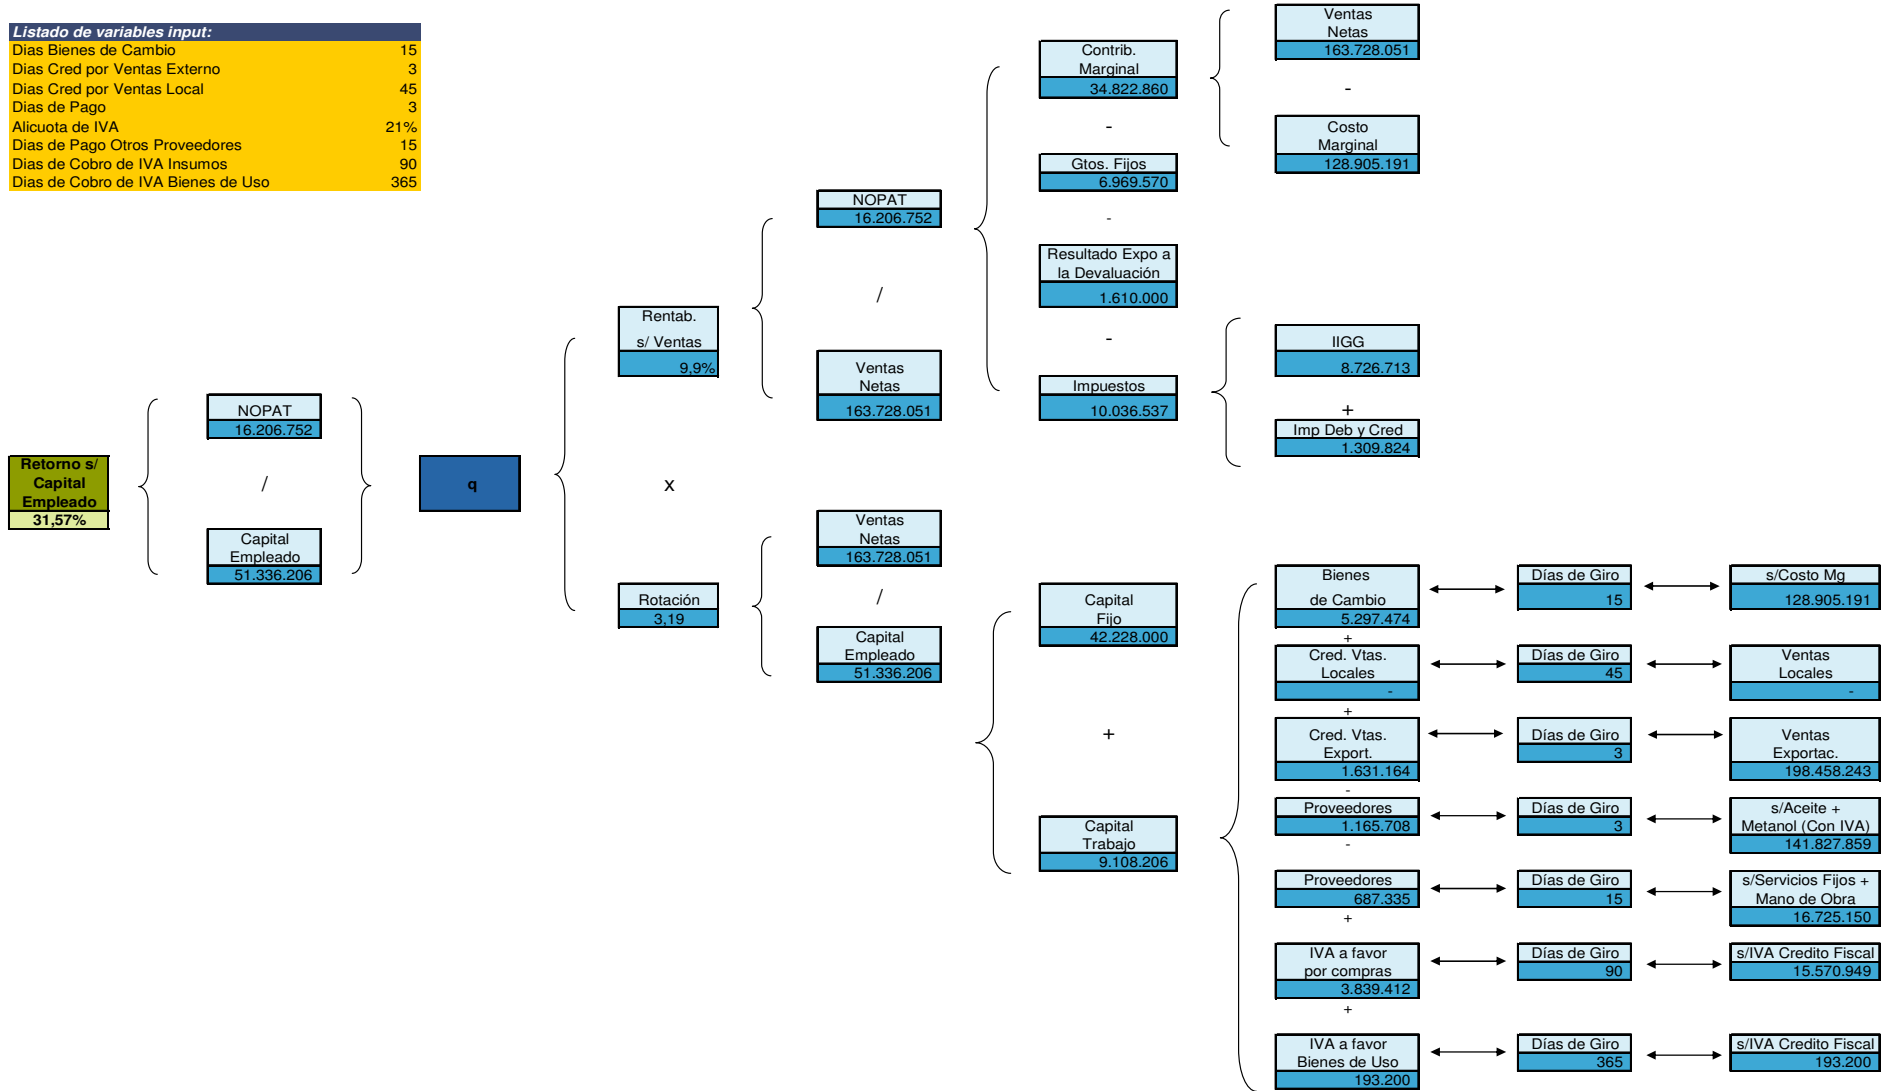 Listado de variables input:
Dias Bienes de Cambio 15
Dias Cred por Ventas Externo 3
Dias Cred por Ventas Local 45
Dias de Pago 3
Alicuota de IVA 21%
Dias de Pago Otros Proveedores 15
Dias de Cobro de IVA Insumos 90
Dias de Cobro de IVA Bienes de Uso 365
Retorno s/
Capital
Empleado
31,57%
NOPAT
16.206.752
/
Capital
Empleado
51.336.206
q
Rentab.
s/ Ventas
9,9%
x
Rotación
3,19
NOPAT
16.206.752
/
Ventas
Netas
163.728.051
Ventas
Netas
163.728.051
/
Capital
Empleado
51.336.206
Contrib.
Marginal
34.822.860
-
Gtos. Fijos
6.969.570
-
Resultado Expo a
la Devaluación
1.610.000
-
Impuestos
10.036.537
Ventas
Netas
163.728.051
-
Costo
Marginal
128.905.191
IIGG
8.726.713
+
Imp Deb y Cred
1.309.824
Capital
Fijo
42.228.000
+
Capital
Trabajo
9.108.206
Bienes
de Cambio
5.297.474
Días de Giro
15
s/Costo Mg
128.905.191
+
Cred. Vtas.
Locales
-
Días de Giro
45
Ventas
Locales
-
+
Cred. Vtas.
Export.
1.631.164
Días de Giro
3
Ventas
Exportac.
198.458.243
-
Proveedores
1.165.708
Días de Giro
3
s/Aceite +
Metanol (Con IVA)
141.827.859
-
Proveedores
687.335
Días de Giro
15
s/Servicios Fijos +
Mano de Obra
16.725.150
+
IVA a favor
por compras
3.839.412
Días de Giro
90
s/IVA Credito Fiscal
15.570.949
+
IVA a favor
Bienes de Uso
193.200
Días de Giro
365
s/IVA Credito Fiscal
193.200